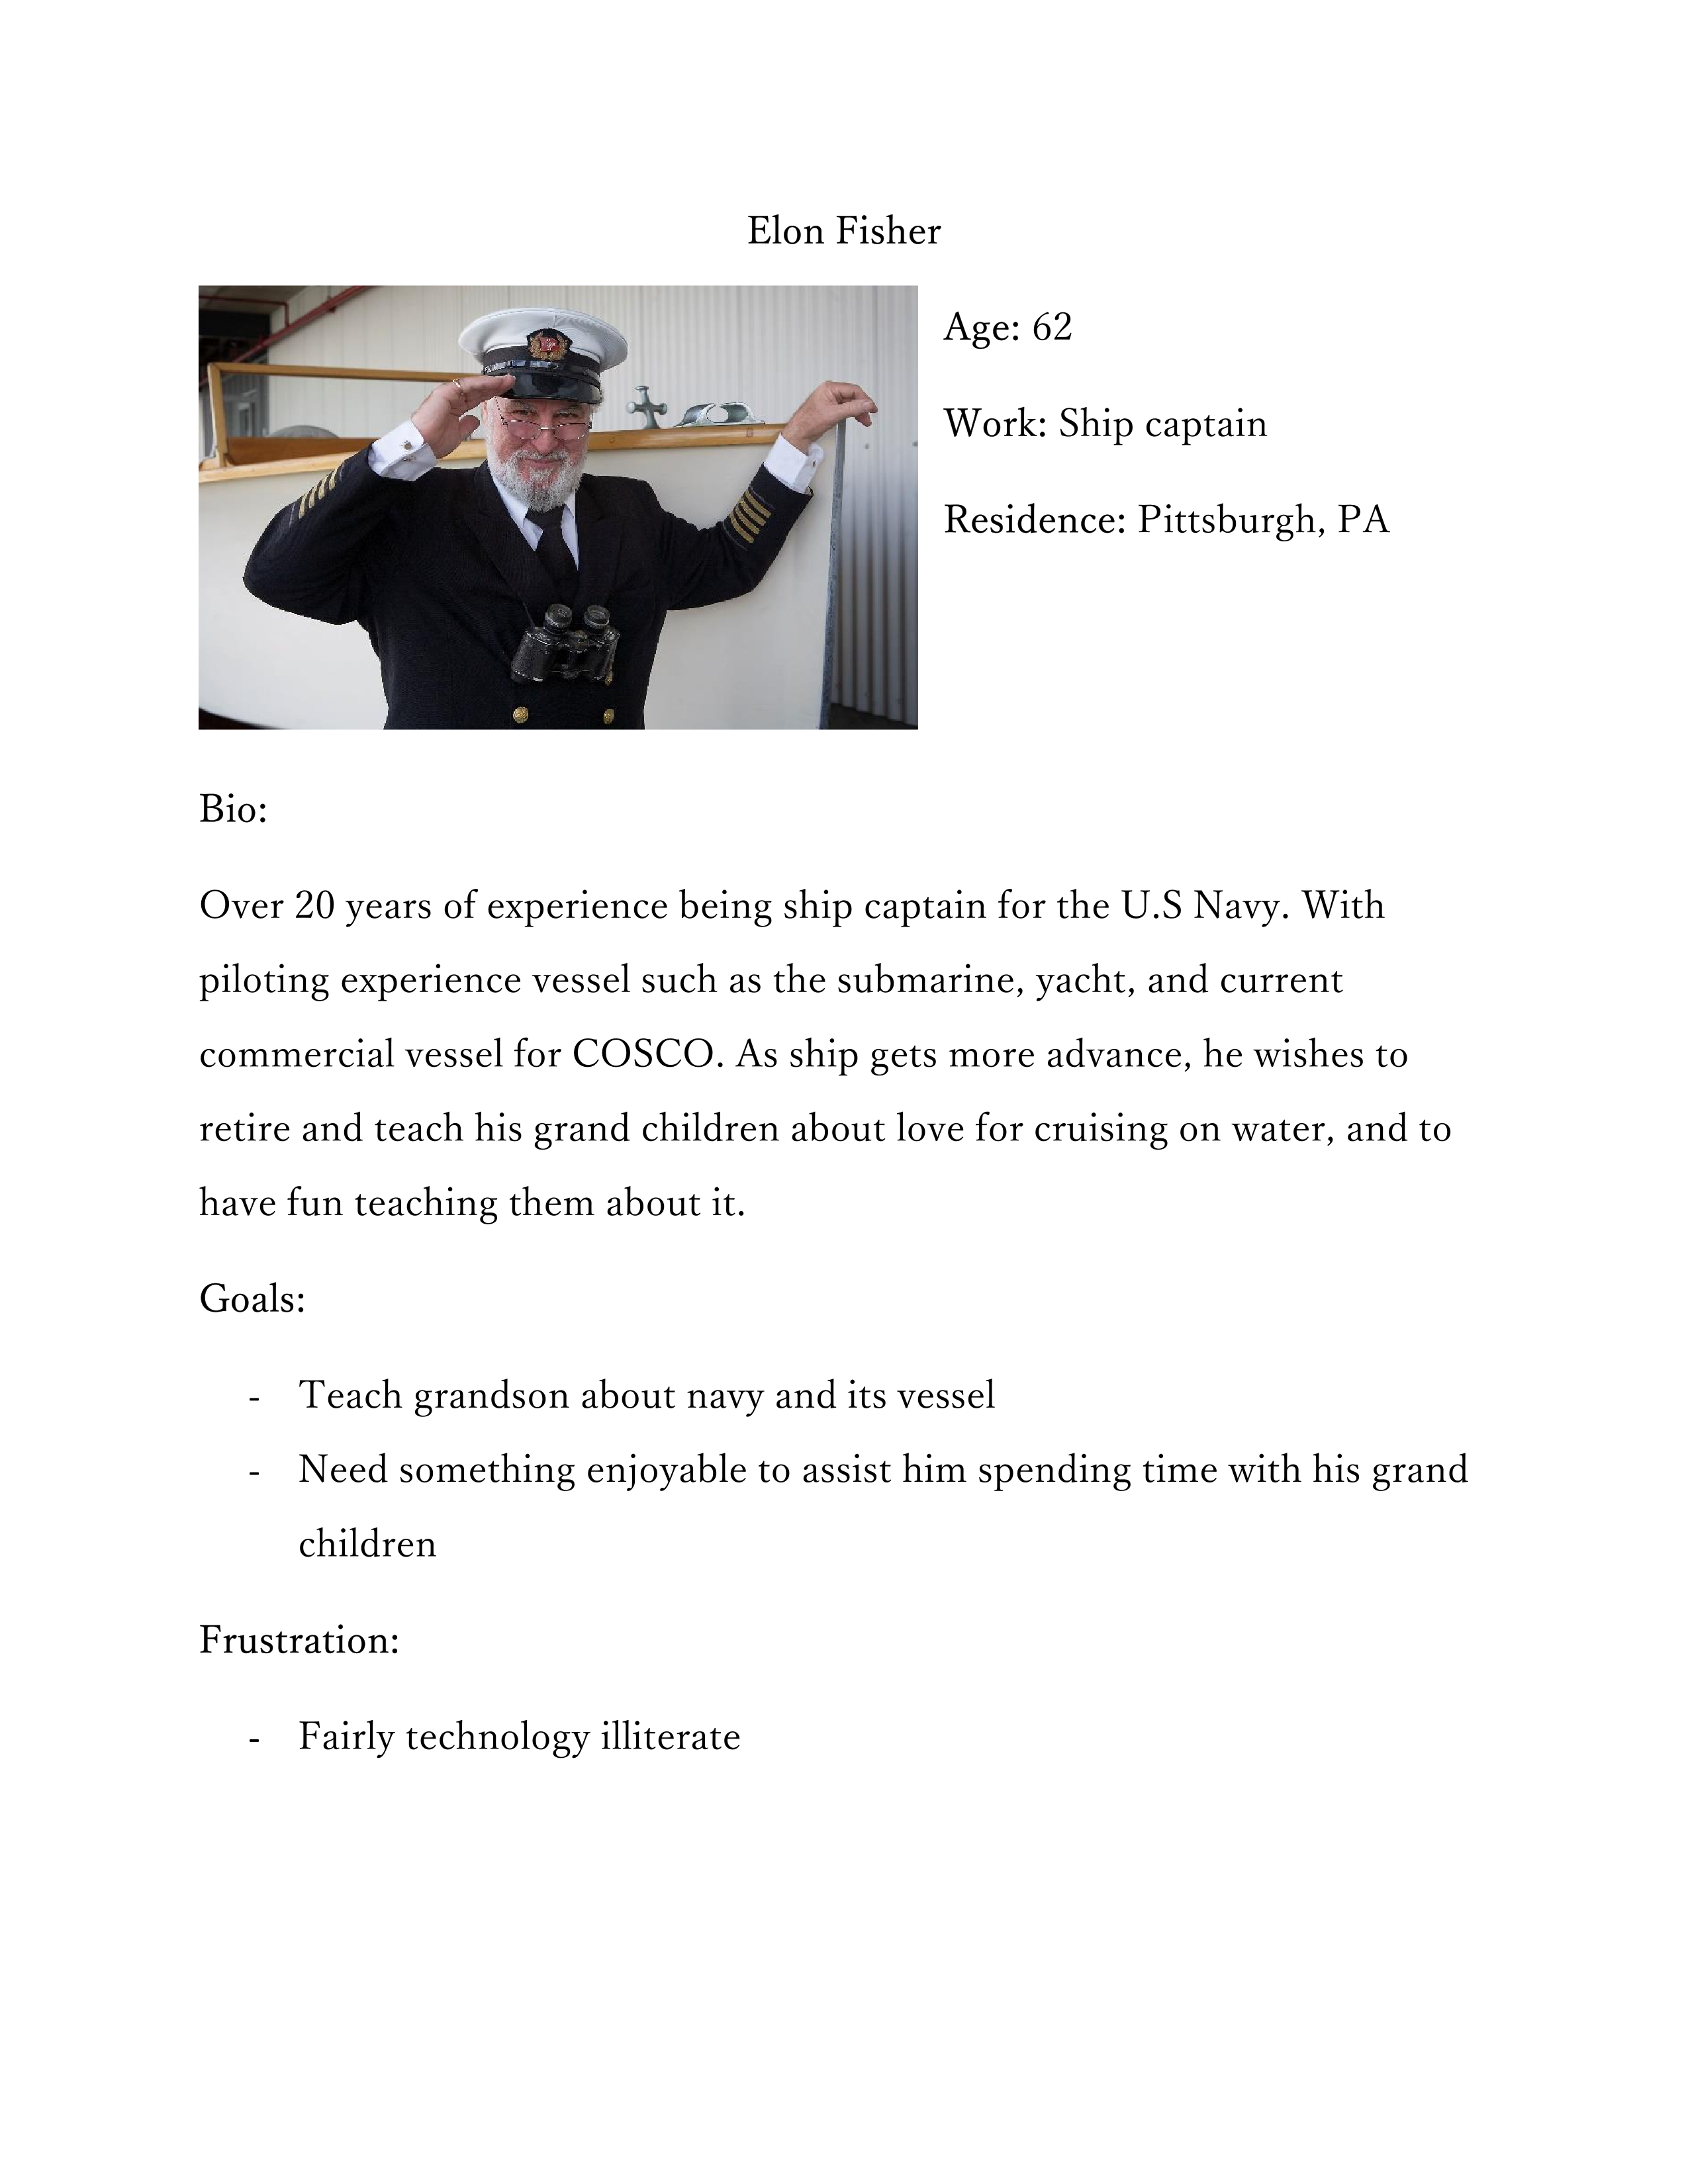 Elon Fisher
Age: 62
Work: Ship captain
Residence: Pittsburgh, PA
Bio:
Over 20 years of experience being ship captain for the U.S Navy. With
piloting experience vessel such as the submarine, yacht, and current
commercial vessel for COSCO. As ship gets more advance, he wishes to
retire and teach his grand children about love for cruising on water, and to
have fun teaching them about it.
Goals:
- Teach grandson about navy and its vessel
- Need something enjoyable to assist him spending time with his grand
children
Frustration:
- Fairly technology illiterate